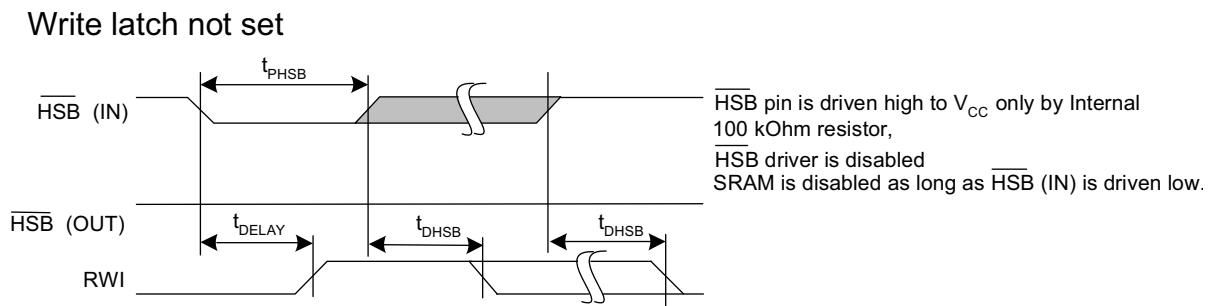 Write latch not set
tPHSB
HSB (IN)
HSB pin is driven high to VCC only by Internal
100 kOhm resistor,
HSB driver is disabled
SRAM is disabled as long as HSB (IN) is driven low.
HSB (OUT)
tDELAY
tDHSB
tDHSB
RWI